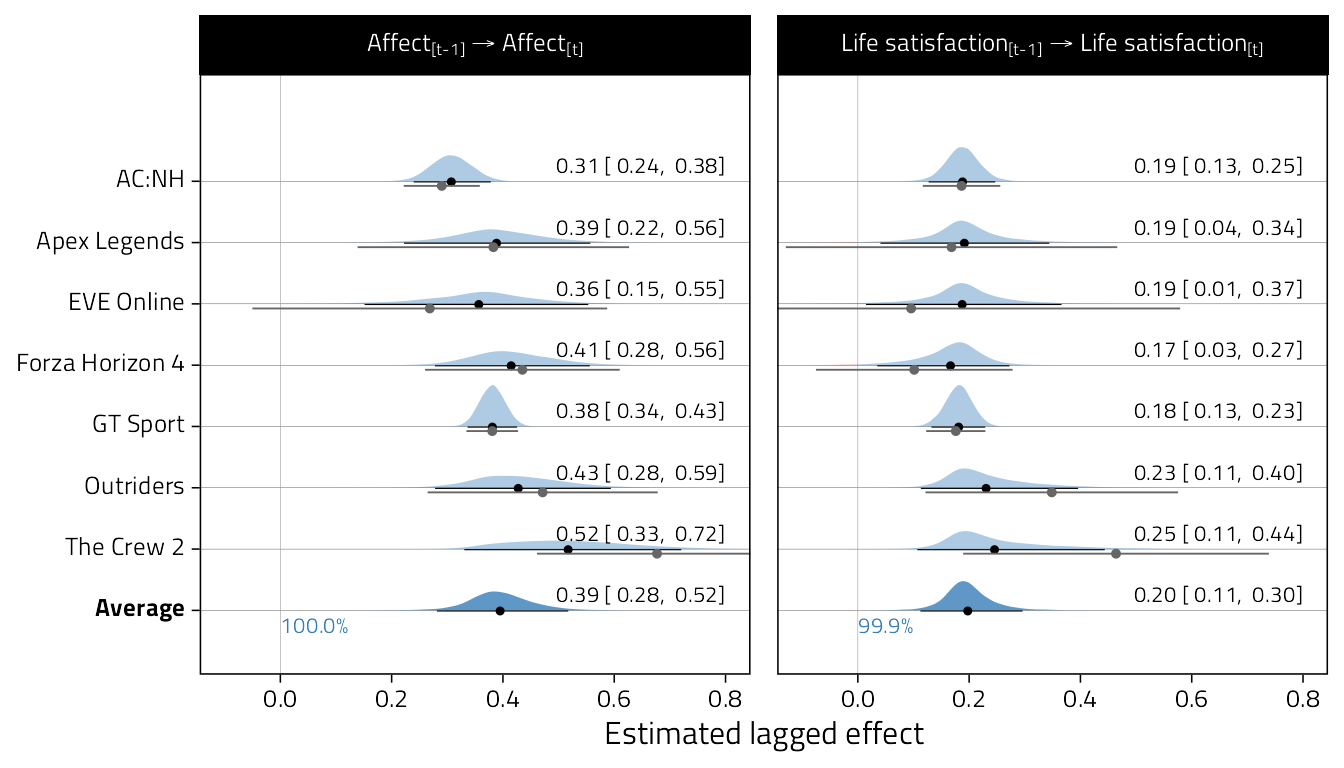 Affect[t-1] → Affect[t]
Life satisfaction[t-1] → Life satisfaction[t]
AC:NH
0.31 [ 0.24, 0.38]
0.19 [ 0.13, 0.25]
Apex Legends
0.39 [ 0.22, 0.56]
0.19 [ 0.04, 0.34]
EVE Online
0.36 [ 0.15, 0.55]
0.19 [ 0.01, 0.37]
Forza Horizon 4
0.41 [ 0.28, 0.56]
0.17 [ 0.03, 0.27]
GT Sport
0.38 [ 0.34, 0.43]
0.18 [ 0.13, 0.23]
Outriders
0.43 [ 0.28, 0.59]
0.23 [ 0.11, 0.40]
The Crew 2
0.52 [ 0.33, 0.72]
0.25 [ 0.11, 0.44]
Average
0.39 [ 0.28, 0.52]
0.20 [ 0.11, 0.30]
100.0%
99.9%
0.0 0.2 0.4 0.6 0.8
0.0 0.2 0.4 0.6 0.8
Estimated lagged effect